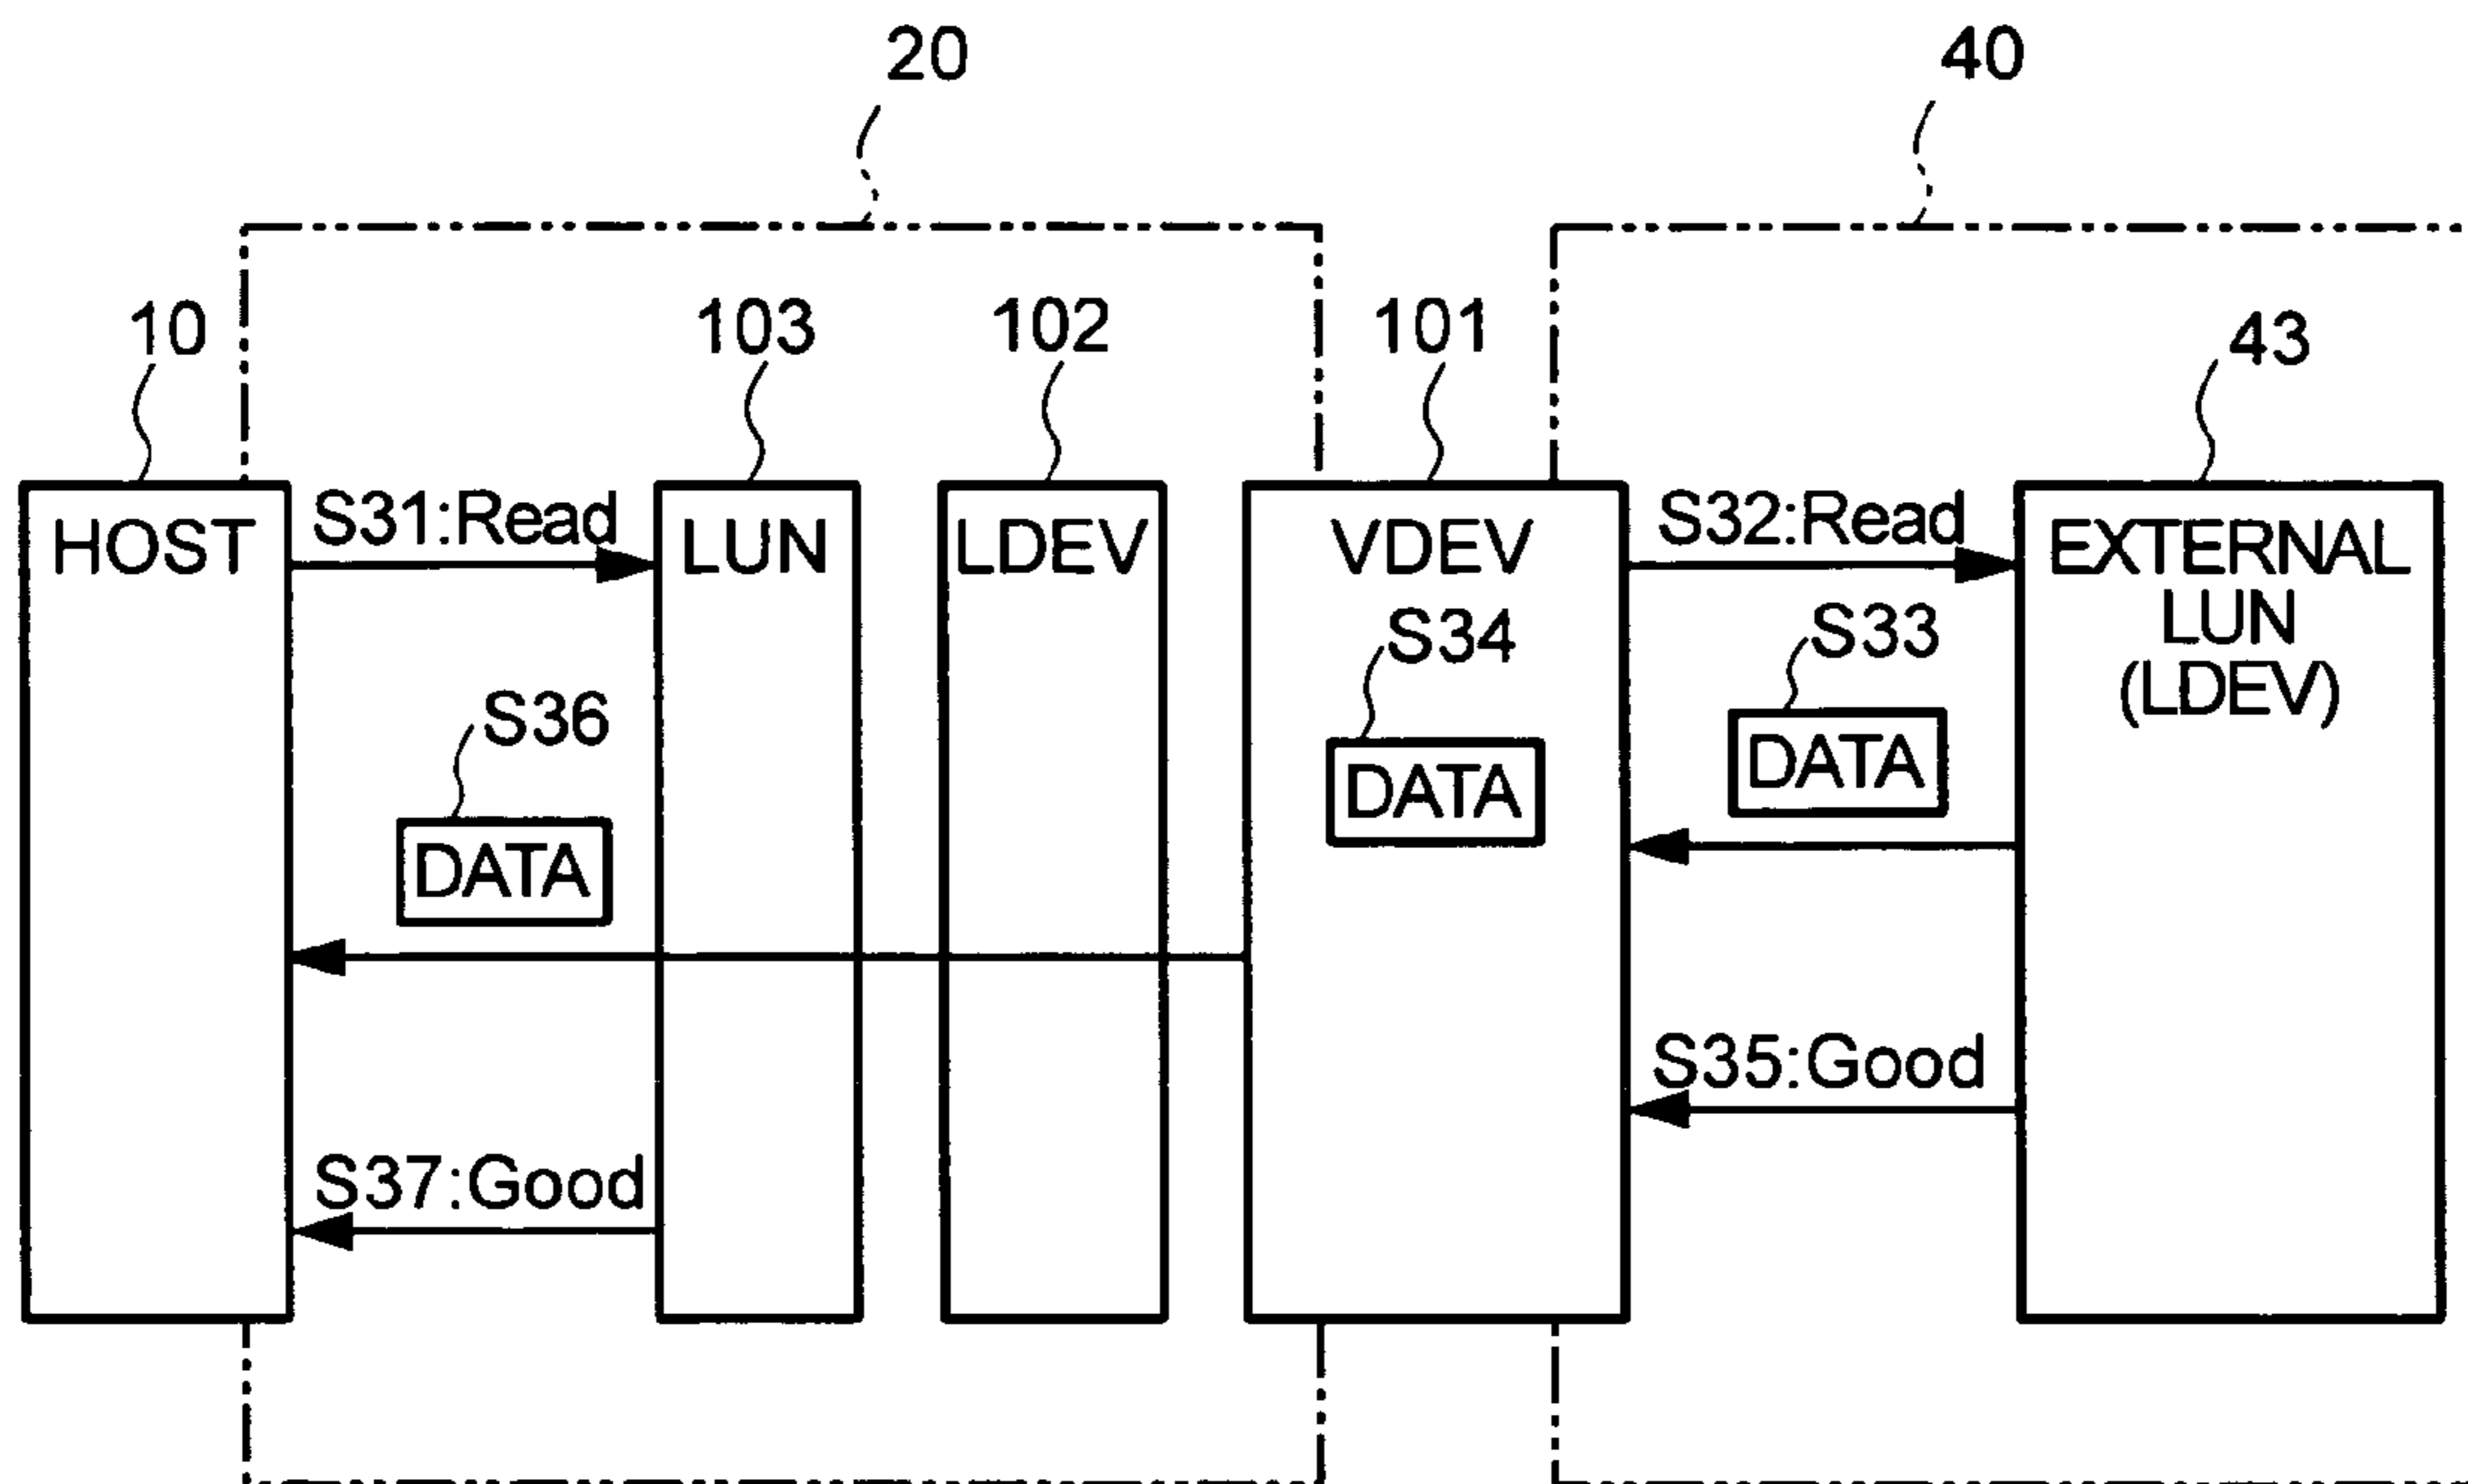 20
40
10
103
102
101
43
HOST
S31:Read
LUN
LDEV
VDEV
S32:Read
EXTERNAL
LUN
(LDEV)
S34
S33
S36
DATA
DATA
DATA
S35:Good
S37:Good